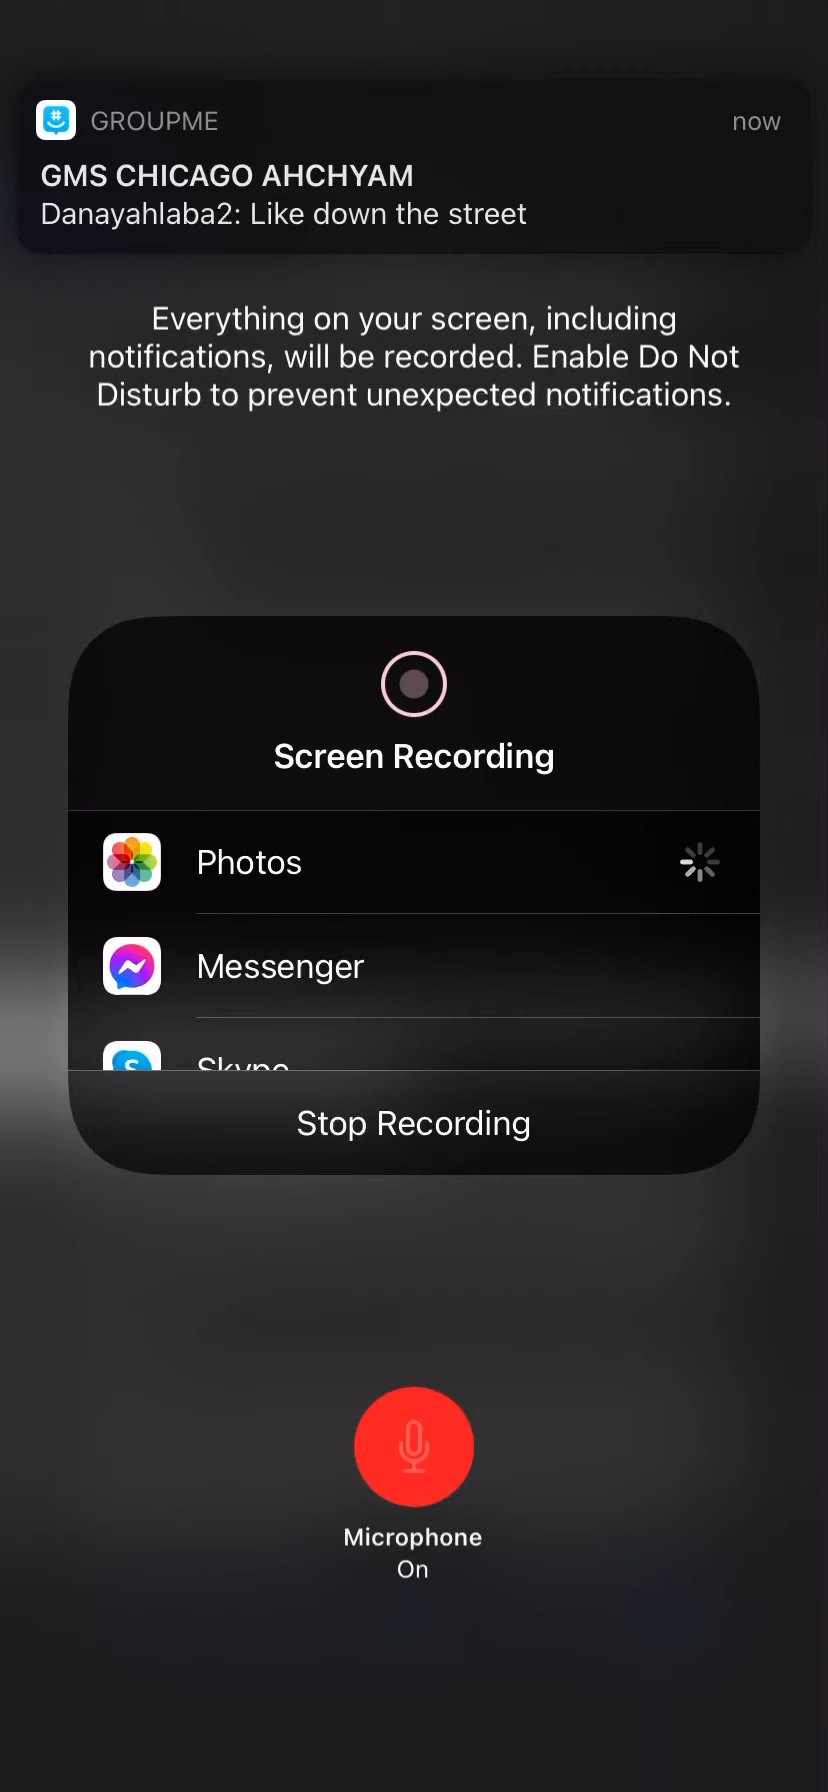 GROUPME
now
GMS CHICAGO AHCHYAM
Danayahlaba2: Like down the street
Everything on your screen, including
notifications, will be recorded. Enable Do Not
Disturb to prevent unexpected notifications.
Screen Recording
Photos
Messenger
Skype
Stop Recording
Microphone
On